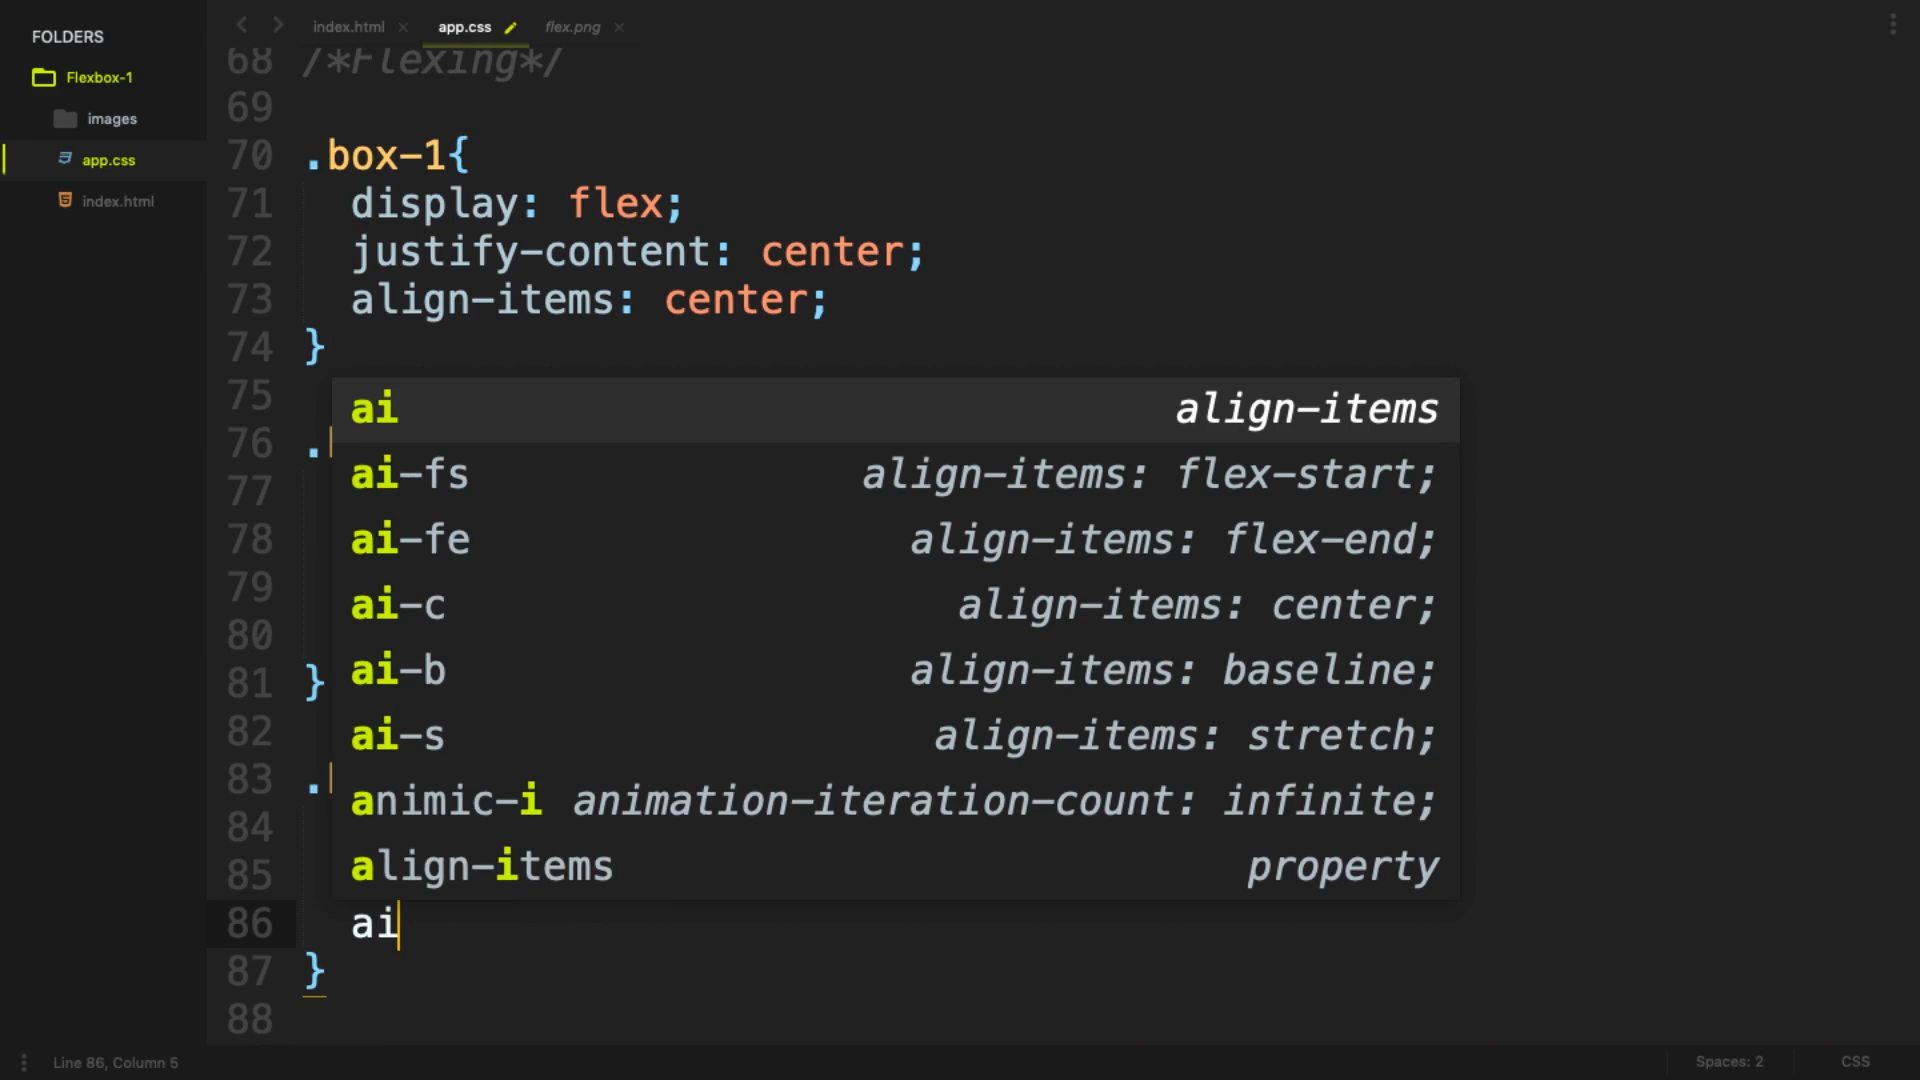 FOLDERS
Flexbox-1
images
app.css
index.html
index.html
app.css
flex.png
68 /*Flexing*/
69
70 .box-1{
71 display: flex;
72 justify-content: center;
73 align-items: center;
74 }
75
76 .
77
78
79
80
81 }
82
83 .
84
85
ai align-items
ai-fs align-items: flex-start;
ai-fe align-items: flex-end;
ai-c align-items: center;
ai-b align-items: baseline;
ai-s align-items: stretch;
animic-i animation-iteration-count: infinite;
align-items property
86 ai
87 }
88
Line 86, Column 5
Spaces: 2
CSS